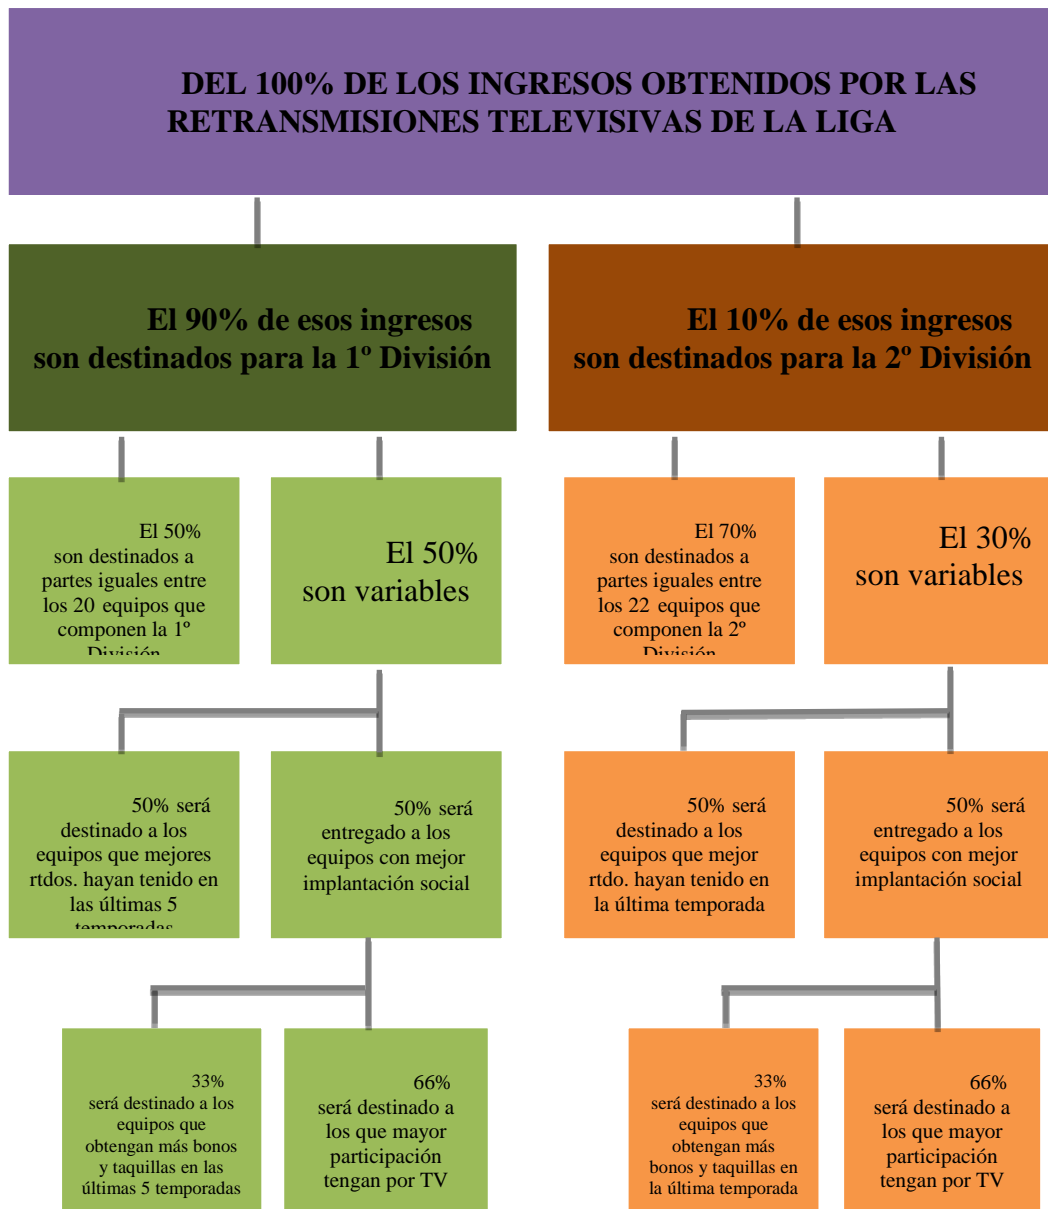 DEL 100% DE LOS INGRESOS OBTENIDOS POR LAS
RETRANSMISIONES TELEVISIVAS DE LA LIGA
El 90% de esos ingresos
son destinados para la 1º División
El 10% de esos ingresos
son destinados para la 2º División
El 50%
son destinados a
partes iguales entre
los 20 equipos que
componen la 1º
División
El 50%
son variables
El 70%
son destinados a
partes iguales entre
los 22 equipos que
componen la 2º
División
El 30%
son variables
50% será
destinado a los
equipos que mejores
rtdos. hayan tenido en
las últimas 5
temporadas
50% será
entregado a los
equipos con mejor
implantación social
50% será
destinado a los
equipos que mejor
rtdo. hayan tenido en
la última temporada
50% será
entregado a los
equipos con mejor
implantación social
33%
será destinado a los
equipos que
obtengan más bonos
y taquillas en las
últimas 5 temporadas
66%
será destinado a
los que mayor
participación
tengan por TV
33%
será destinado a los
equipos que
obtengan más
bonos y taquillas en
la última temporada
66%
será destinado a
los que mayor
participación
tengan por TV